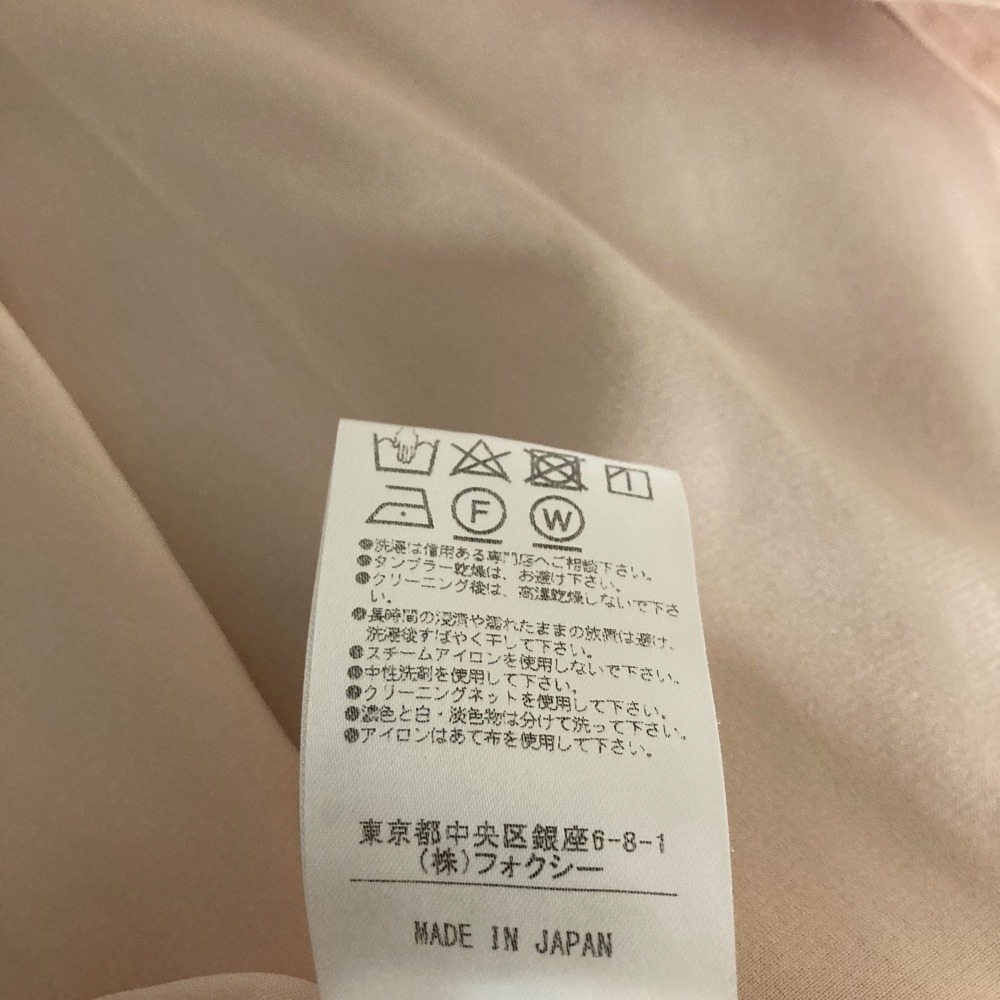 F W
●洗濯は信用ある専門店へご相談下さい。
●タンブラー乾燥は、お避け下さい。
●クリーニング後は、高温乾燥しないで下さ
い。
●長時間の浸漬や濡れたままの放置は避け、
洗濯後すばやく干して下さい。
●スチームアイロンを使用しないで下さい。
●中性洗剤を使用して下さい。
●クリーニングネットを使用して下さい。
●濃色と白・淡色物は分けて洗って下さい。
●アイロンはあて布を使用して下さい。
東京都中央区銀座6-8-1
(株)フォクシー
MADE IN JAPAN